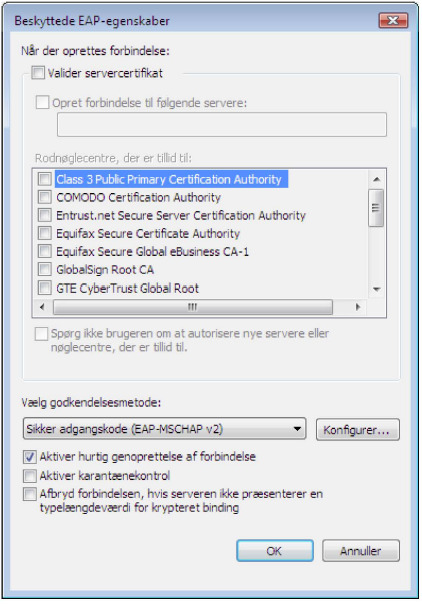 Beskyttede EAP-egenskaber
Når der oprettes forbindelse:
Valider servercertifikat
Opret forbindelse til følgende servere:
Rodnøglecentre, der er tillid til:
Class 3 Public Primary Certification Authority
COMODO Certification Authority
Entrust.net Secure Server Certification Authority
Equifax Secure Certificate Authority
Equifax Secure Global eBusiness CA-1
GlobalSign Root CA
GTE CyberTrust Global Root
Spørg ikke brugeren om at autorisere nye servere eller
nøglecentre, der er tillid til.
Vælg godkendelsesmetode:
Sikker adgangskode (EAP-MSCHAP v2)
Konfigurer...
Aktiver hurtig genoprettelse af forbindelse
Aktiver karantænekontrol
Afbryd forbindelsen, hvis serveren ikke præsenterer en
typelængdeværdi for krypteret binding
OK
Annuller